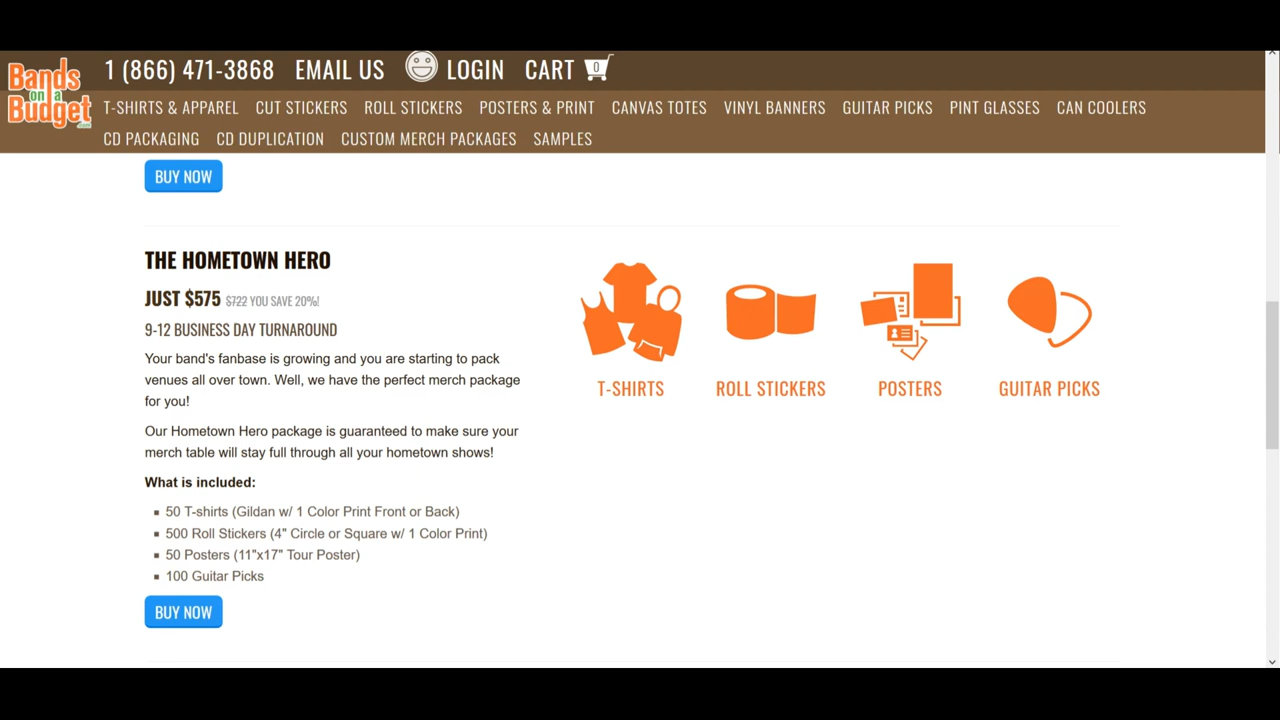 Bands
on a
Budget
.com
1 (866) 471-3868 EMAIL US LOGIN CART 0
T-SHIRTS & APPAREL CUT STICKERS ROLL STICKERS POSTERS & PRINT CANVAS TOTES VINYL BANNERS GUITAR PICKS PINT GLASSES CAN COOLERS
CD PACKAGING CD DUPLICATION CUSTOM MERCH PACKAGES SAMPLES
BUY NOW
THE HOMETOWN HERO
JUST $575 $722 YOU SAVE 20%!
9-12 BUSINESS DAY TURNAROUND
Your band's fanbase is growing and you are starting to pack
venues all over town. Well, we have the perfect merch package
for you!
Our Hometown Hero package is guaranteed to make sure your
merch table will stay full through all your hometown shows!
What is included:
50 T-shirts (Gildan w/ 1 Color Print Front or Back)
500 Roll Stickers (4" Circle or Square w/ 1 Color Print)
50 Posters (11"x17" Tour Poster)
100 Guitar Picks
BUY NOW
T-SHIRTS ROLL STICKERS POSTERS GUITAR PICKS